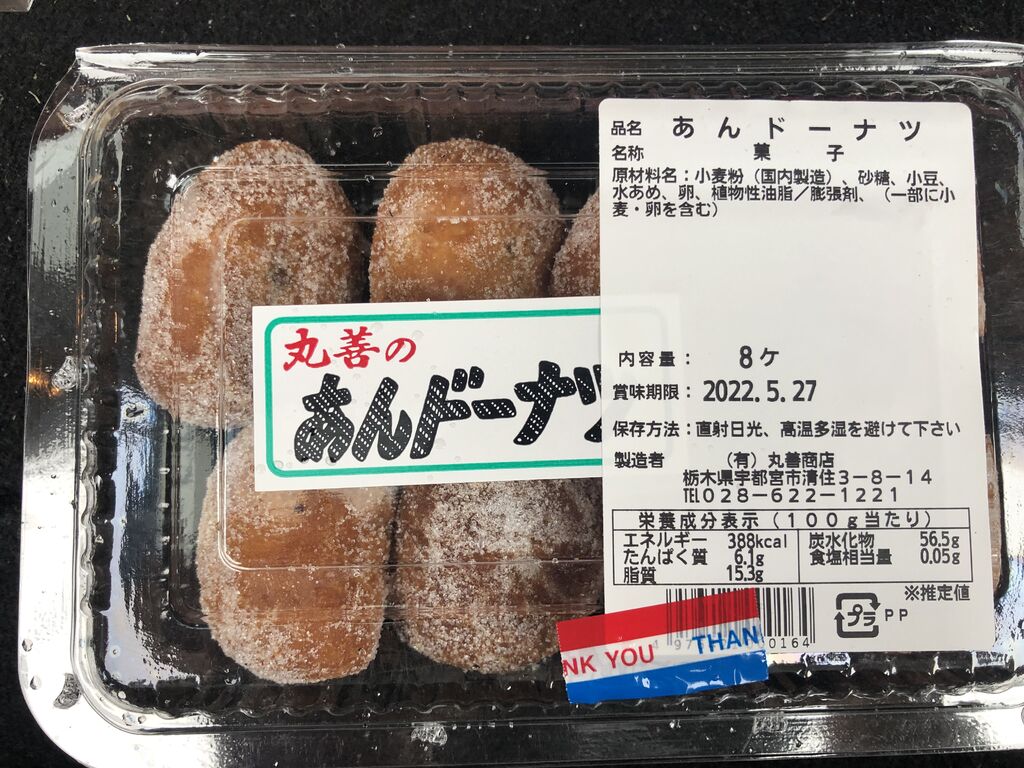 丸善の
あんドーナツ
品名 あんドーナツ
名称 菓子
原材料名:小麦粉(国内製造)、砂糖、小豆、
水あめ、卵、植物性油脂/膨張剤、(一部に小
麦・卵を含む)
内容量: 8ケ
賞味期限: 2022.5.27
保存方法:直射日光、高温多湿を避けて下さい
製造者 (有)丸善商店
栃木県宇都宮市清住3-8-14
TEL028-622-1221
栄養成分表示(100g当たり)
エネルギー 388kcal 炭水化物 56.5g
たんぱく質 6.1g 食塩相当量 0.05g
脂質 15.3g
※推定値
プラ PP
0164
NK YOU THAN